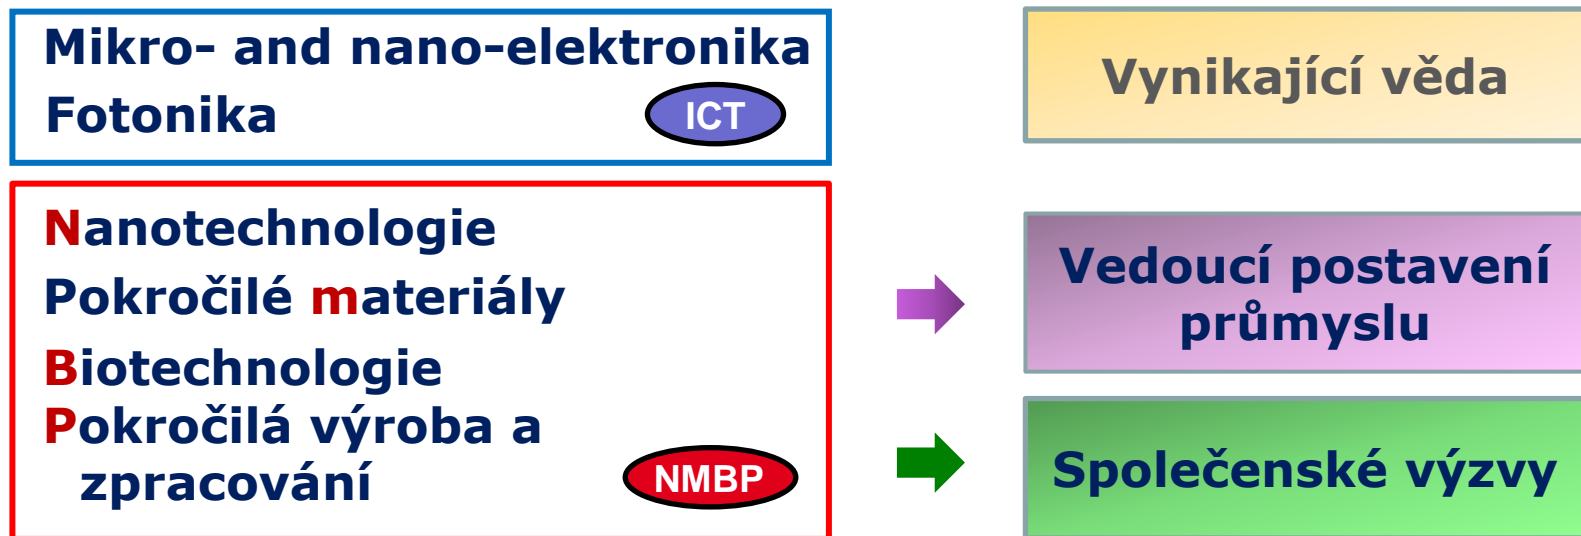 Mikro- and nano-elektronika
Fotonika
ICT
Nanotechnologie
Pokročilé materiály
Biotechnologie
Pokročilá výroba a
zpracování
NMBP
Vynikající věda
Vedoucí postavení
průmyslu
Společenské výzvy